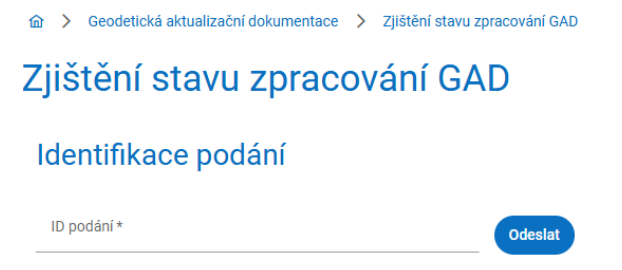 Geodetická aktualizační dokumentace > Zjištění stavu zpracování GAD
Zjištění stavu zpracování GAD
Identifikace podání
ID podání *
Odeslat